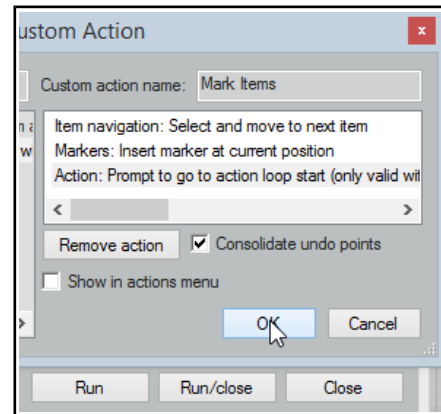 ustom Action
x
Custom action name: Mark Items
Item navigation: Select and move to next item
w Markers: Insert marker at current position
Action: Prompt to go to action loop start (only valid wit
Remove action Consolidate undo points
Show in actions menu
OK Cancel
Run Run/close Close